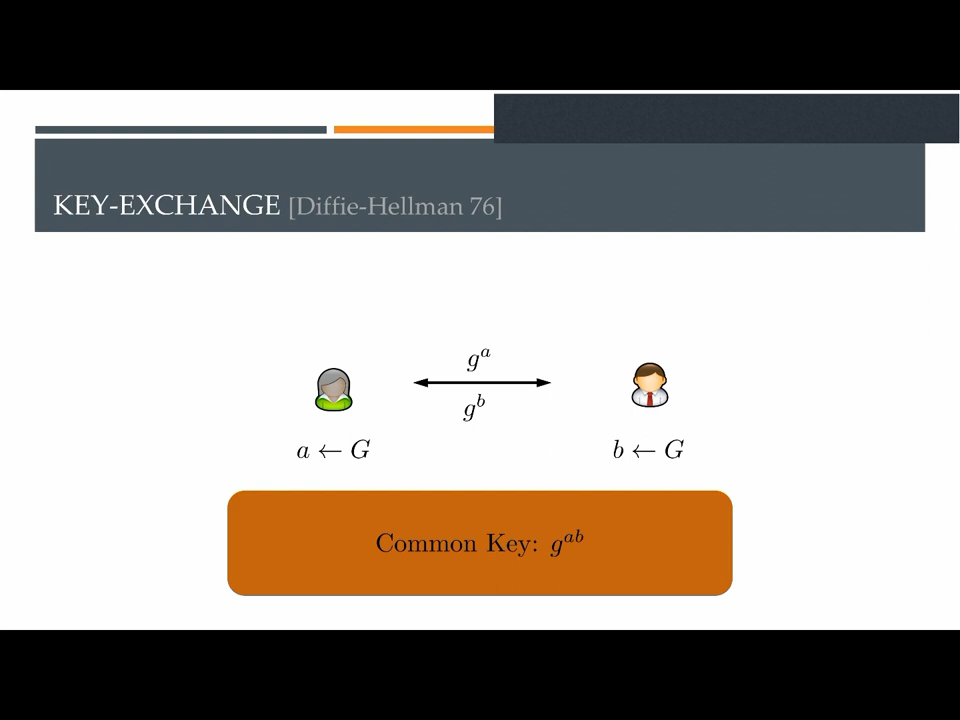 KEY-EXCHANGE [Diffie-Hellman 76]
g^a
g^b
a ← G
b ← G
Common Key: g^{ab}